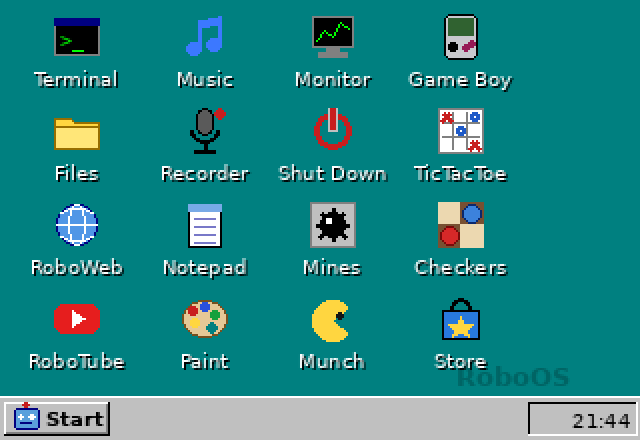 >_
Terminal
Music
Monitor
Game Boy
Files
Recorder
Shut Down
TicTacToe
RoboWeb
Notepad
Mines
Checkers
RoboTube
Paint
Munch
Store
RoboOS
Start
21:44